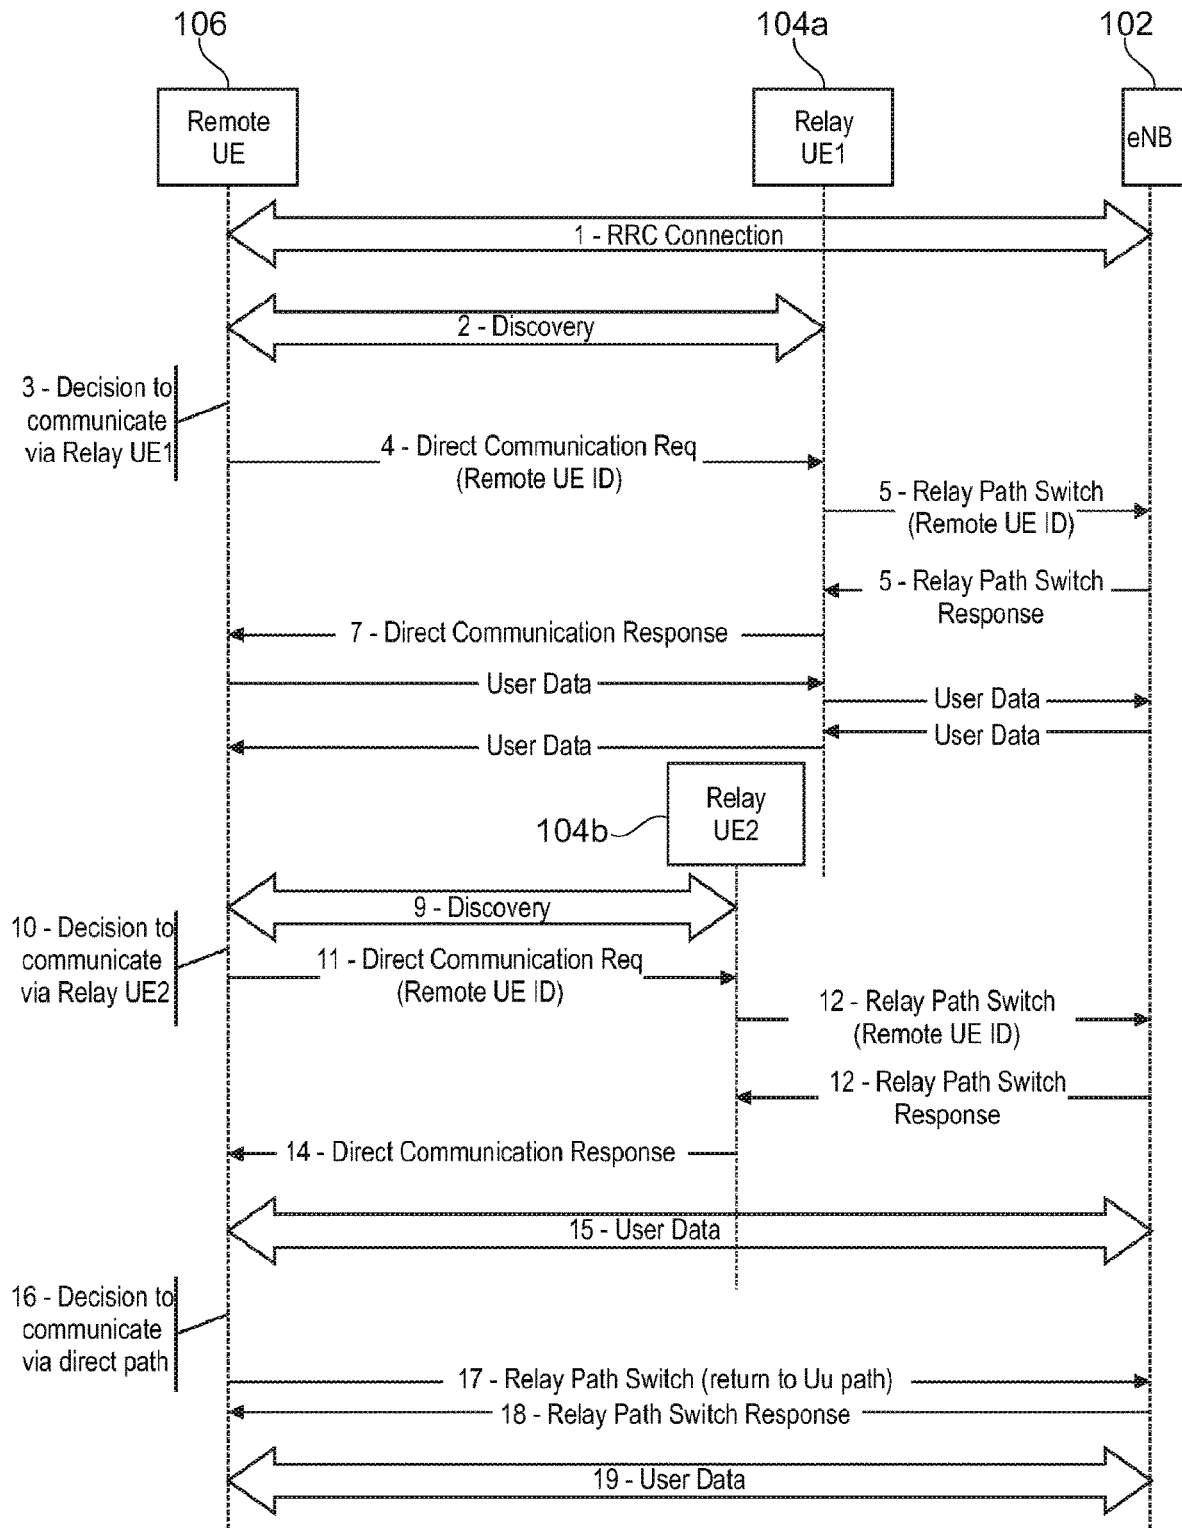 106
104a
102
Remote
UE
Relay
UE1
eNB
1 - RRC Connection
2 - Discovery
3 - Decision to
communicate
via Relay UE1
4 - Direct Communication Req
(Remote UE ID)
5 - Relay Path Switch
(Remote UE ID)
5 - Relay Path Switch
Response
7 - Direct Communication Response
User Data
User Data
User Data
User Data
Relay
UE2
104b
9 - Discovery
10 - Decision to
communicate
via Relay UE2
11 - Direct Communication Req
(Remote UE ID)
12 - Relay Path Switch
(Remote UE ID)
12 - Relay Path Switch
Response
14 - Direct Communication Response
15 - User Data
16 - Decision to
communicate
via direct path
17 - Relay Path Switch (return to Uu path)
18 - Relay Path Switch Response
19 - User Data